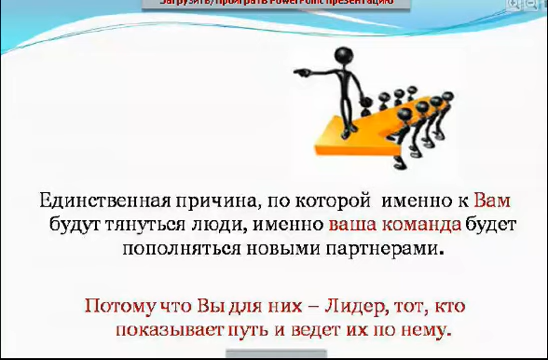 Загрузить/Проиграть PowerPoint презентацию
Единственная причина, по которой именно к Вам
будут тянуться люди, именно ваша команда будет
пополняться новыми партнерами.
Потому что Вы для них – Лидер, тот, кто
показывает путь и ведет их по нему.